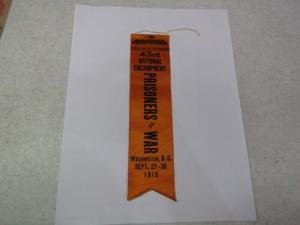 43rd
NATIONAL
ENCAMPMENT
PRISONERS OF WAR
WASHINGTON, D.C.
SEPT. 27-30
1915